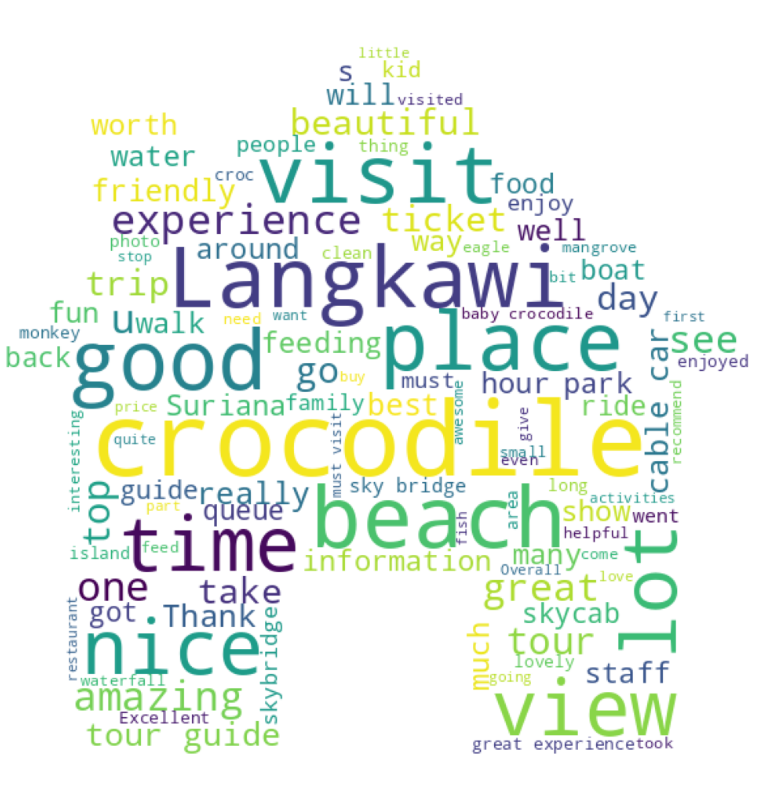 little
s kid
will visited
worth beautiful
people thing
water visit
croc food
friendly enjoy
experience ticket well
photo around way eagle mangrove
stop clean
trip Langkawi bit boat
day
fun u walk need want place baby crocodile first
monkey see
back good feeding enjoyed
go buy must hour park cable car
price Suriana family best awesome ride recommend
interesting crocodile give
quite must visit small
even
top guide really sky bridge long
part queue beach area show activities
time fish went
island feed information many helpful
come
one take Overall great love
restaurant got Thank skycab lot
nice skybridge much tour
lovely
waterfall going staff
amazing view
Excellent
tour guide great experience took